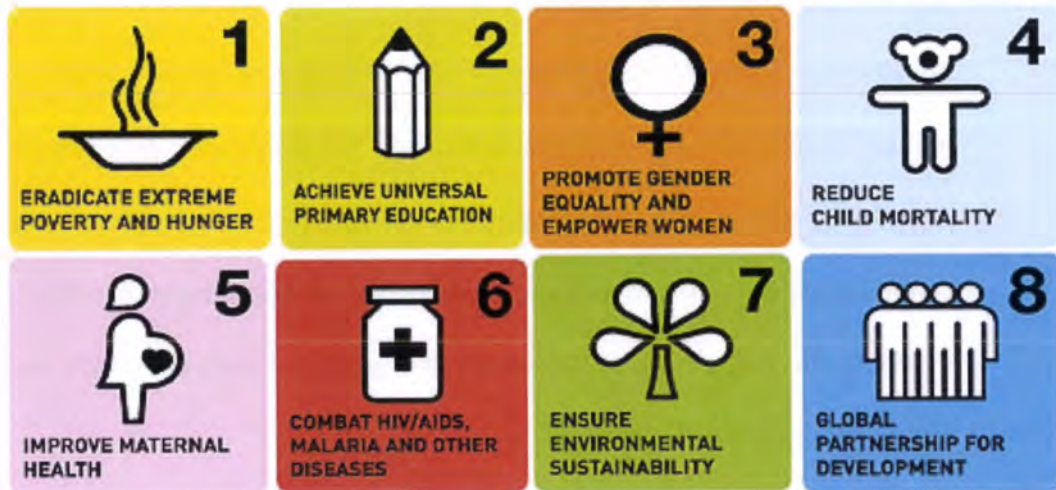 1
ERADICATE EXTREME
POVERTY AND HUNGER
2
ACHIEVE UNIVERSAL
PRIMARY EDUCATION
3
PROMOTE GENDER
EQUALITY AND
EMPOWER WOMEN
4
REDUCE
CHILD MORTALITY
5
IMPROVE MATERNAL
HEALTH
6
COMBAT HIV/AIDS,
MALARIA AND OTHER
DISEASES
7
ENSURE
ENVIRONMENTAL
SUSTAINABILITY
8
GLOBAL
PARTNERSHIP FOR
DEVELOPMENT